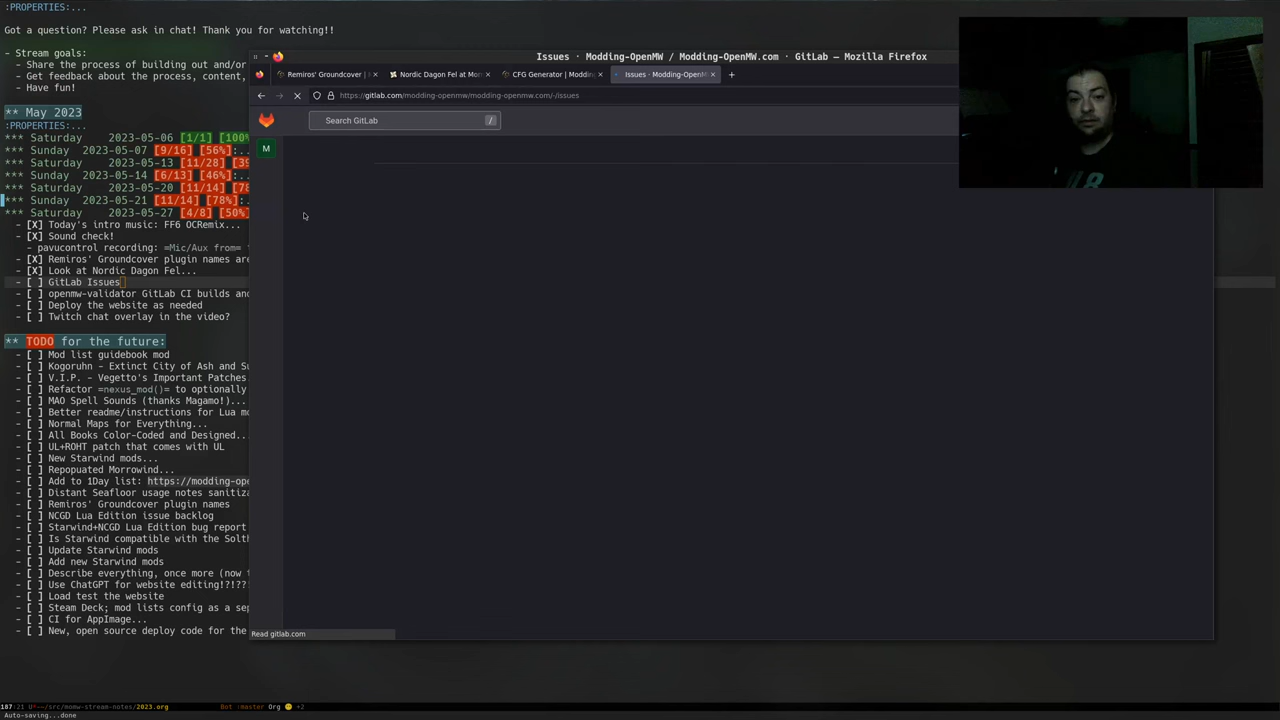 :PROPERTIES:...
Got a question? Please ask in chat! Thank you for watching!!
- Stream goals:
- Share the process of building out and/or
- Get feedback about the process, content,
- Have fun!
** May 2023
:PROPERTIES:...
*** Saturday 2023-05-06 [1/1] [100%
*** Sunday 2023-05-07 [9/16] [56%]:..
*** Saturday 2023-05-13 [11/28] [39
*** Sunday 2023-05-14 [6/13] [46%]:..
*** Saturday 2023-05-20 [11/14] [78
*** Sunday 2023-05-21 [11/14] [78%]:.
*** Saturday 2023-05-27 [4/8] [50%]
- [X] Today's intro music: FF6 OCRemix...
- [X] Sound check!
- pavucontrol recording: =Mic/Aux from=
- [X] Remiros' Groundcover plugin names are
- [X] Look at Nordic Dagon Fel...
- [ ] GitLab Issues
- [ ] openmw-validator GitLab CI builds and
- [ ] Deploy the website as needed
- [ ] Twitch chat overlay in the video?
** TODO for the future:
- [ ] Mod list guidebook mod
- [ ] Kogoruhn - Extinct City of Ash and Su
- [ ] V.I.P. - Vegetto's Important Patches.
- [ ] Refactor =nexus_mod()= to optionally
- [ ] MAO Spell Sounds (thanks Magamo!)...
- [ ] Better readme/instructions for Lua mo
- [ ] Normal Maps for Everything...
- [ ] All Books Color-Coded and Designed..
- [ ] UL+ROHT patch that comes with UL
- [ ] New Starwind mods...
- [ ] Repopuated Morrowind...
- [ ] Add to 1Day list: https://modding-ope
- [ ] Distant Seafloor usage notes sanitiza
- [ ] Remiros' Groundcover plugin names
- [ ] NCGD Lua Edition issue backlog
- [ ] Starwind+NCGD Lua Edition bug report
- [ ] Is Starwind compatible with the Solth
- [ ] Update Starwind mods
- [ ] Add new Starwind mods
- [ ] Describe everything, once more (now t
- [ ] Use ChatGPT for website editing!?!??
- [ ] Load test the website
- [ ] Steam Deck; mod lists config as a sep
- [ ] CI for AppImage...
- [ ] New, open source deploy code for the
Issues · Modding-OpenMW / Modding-OpenMW.com · GitLab — Mozilla Firefox
Remiros' Groundcover | Nordic Dagon Fel at Mor CFG Generator | Moddin Issues · Modding-OpenM
https://gitlab.com/modding-openmw/modding-openmw.com/-/issues
Search GitLab /
M
Read gitlab.com
Bot :master Org
+2
Auto-saving...done